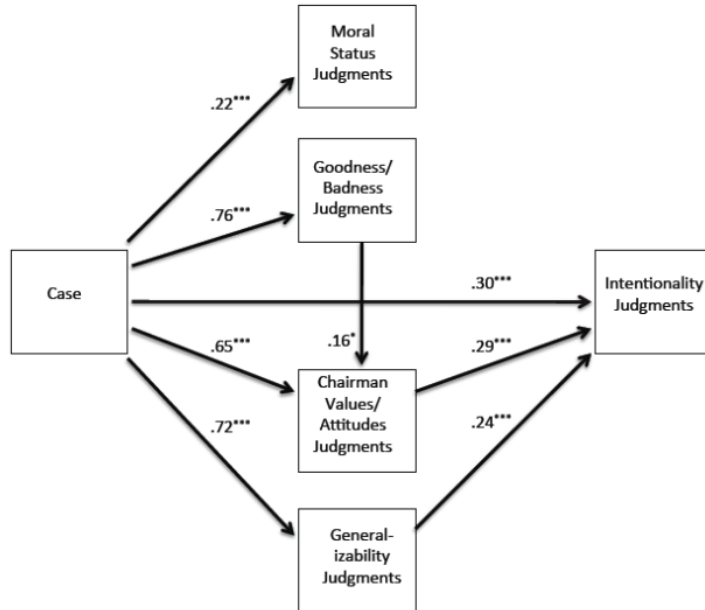 Moral
Status
Judgments
.22***
Goodness/
Badness
Judgments
.76***
Case
.30***
Intentionality
Judgments
.65***
.16*
.29***
Chairman
Values/
Attitudes
Judgments
.72***
.24***
General-
izability
Judgments